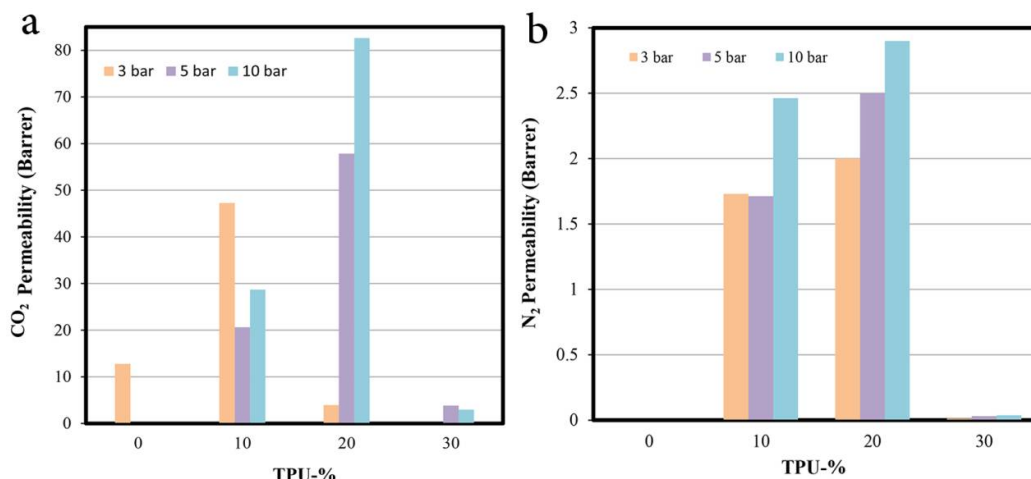 a
CO2 Permeability (Barrer)
80
70
60
50
40
30
20
10
0
3 bar 5 bar 10 bar
0 10 20 30
TPU-%
b
N2 Permeability (Barrer)
3
2.5
2
1.5
1
0.5
0
3 bar 5 bar 10 bar
0 10 20 30
TPU-%